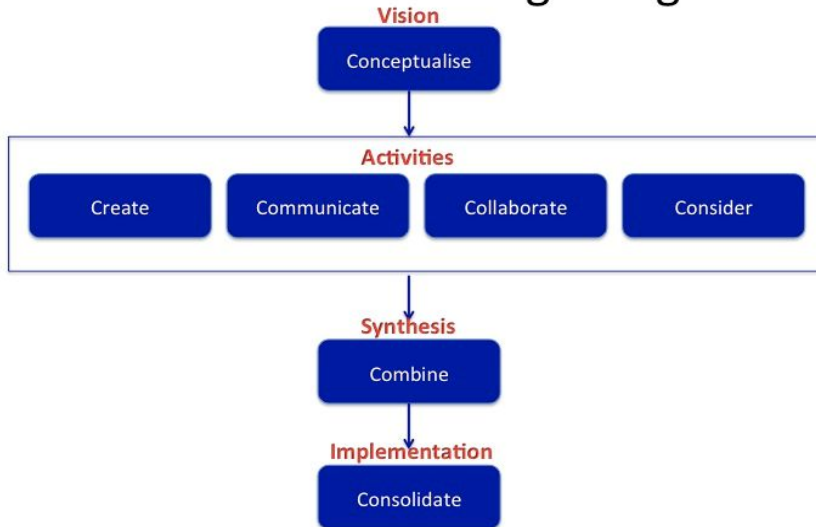 Vision
Conceptualise
Activities
Create Communicate Collaborate Consider
Synthesis
Combine
Implementation
Consolidate